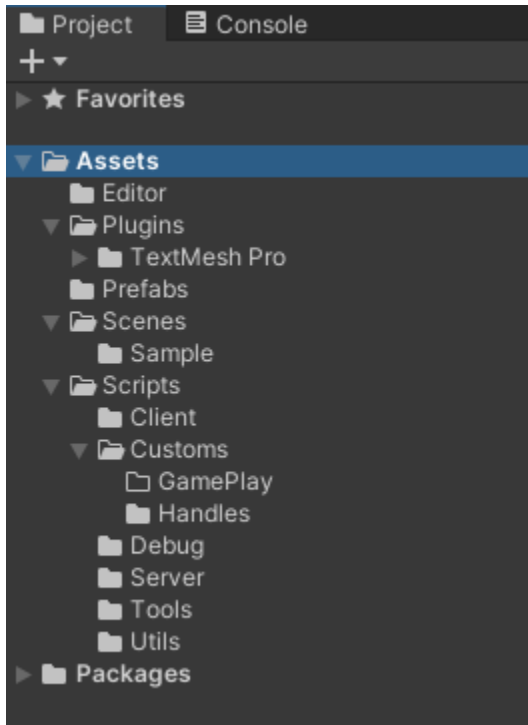 Project Console
Favorites
Assets
Editor
Plugins
TextMesh Pro
Prefabs
Scenes
Sample
Scripts
Client
Customs
GamePlay
Handles
Debug
Server
Tools
Utils
Packages